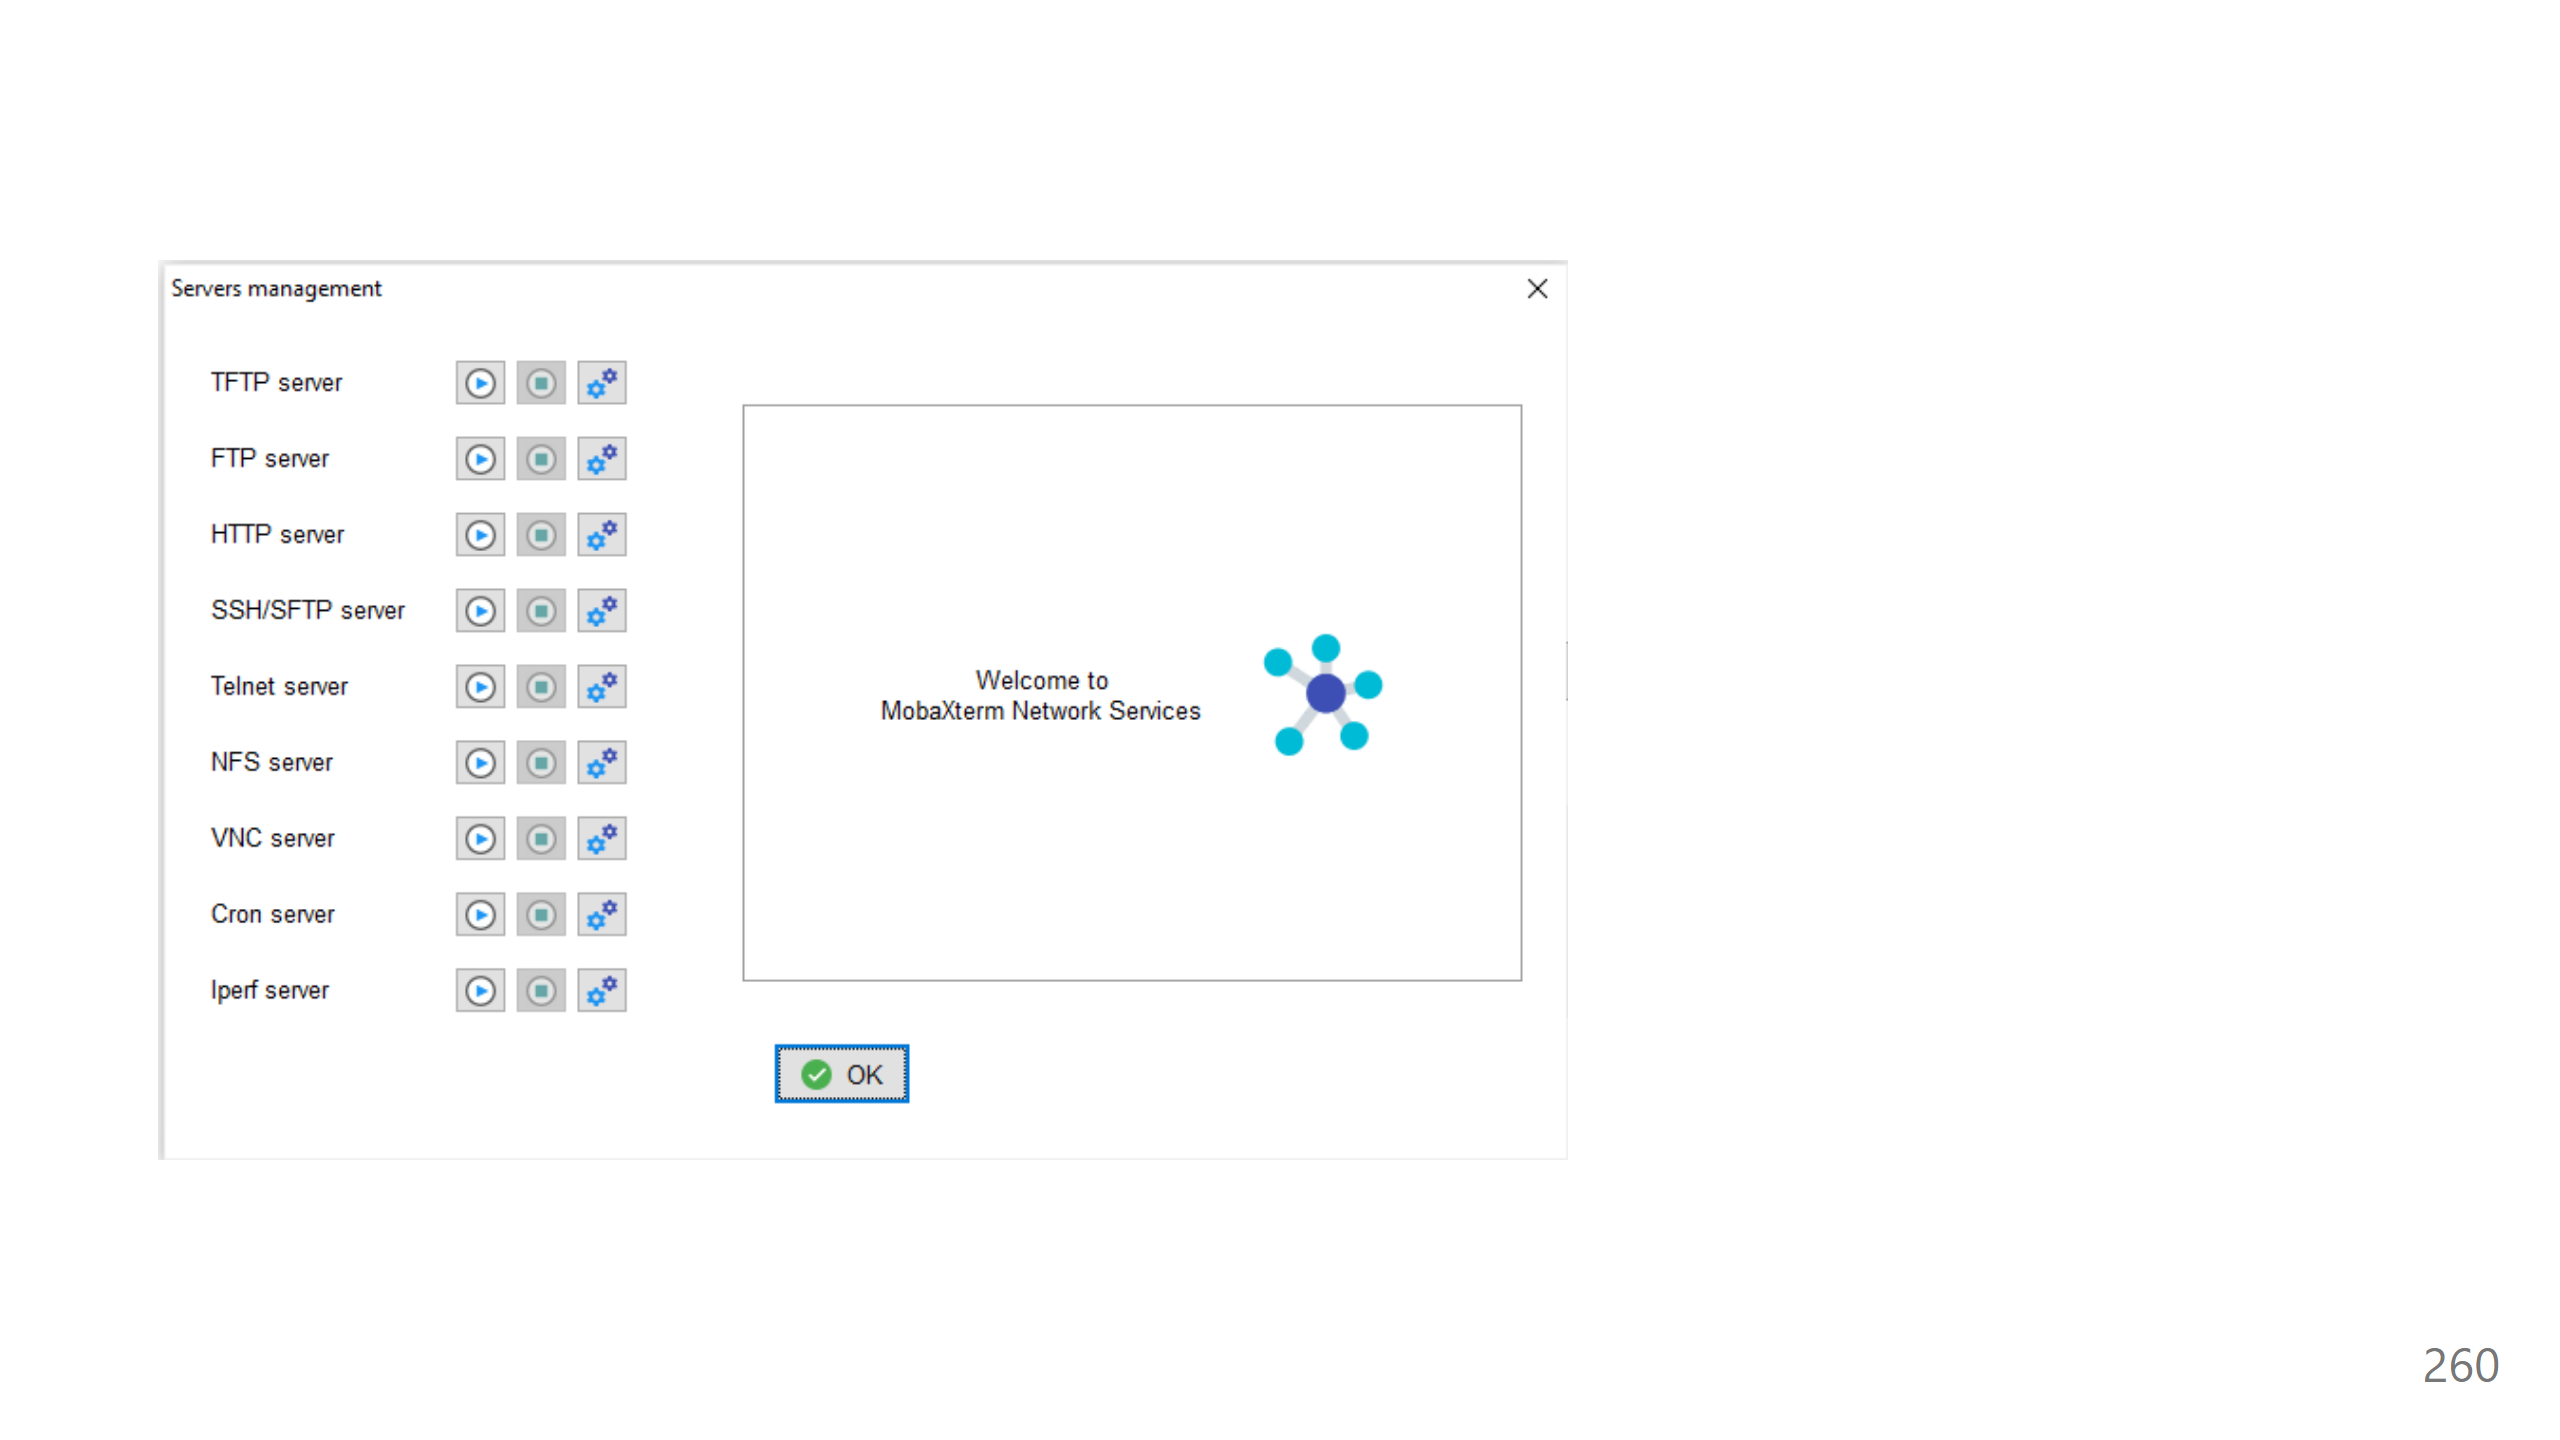 Servers management
TFTP server
FTP server
HTTP server
SSH/SFTP server
Telnet server
NFS server
VNC server
Cron server
Iperf server
Welcome to
MobaXterm Network Services
OK
260